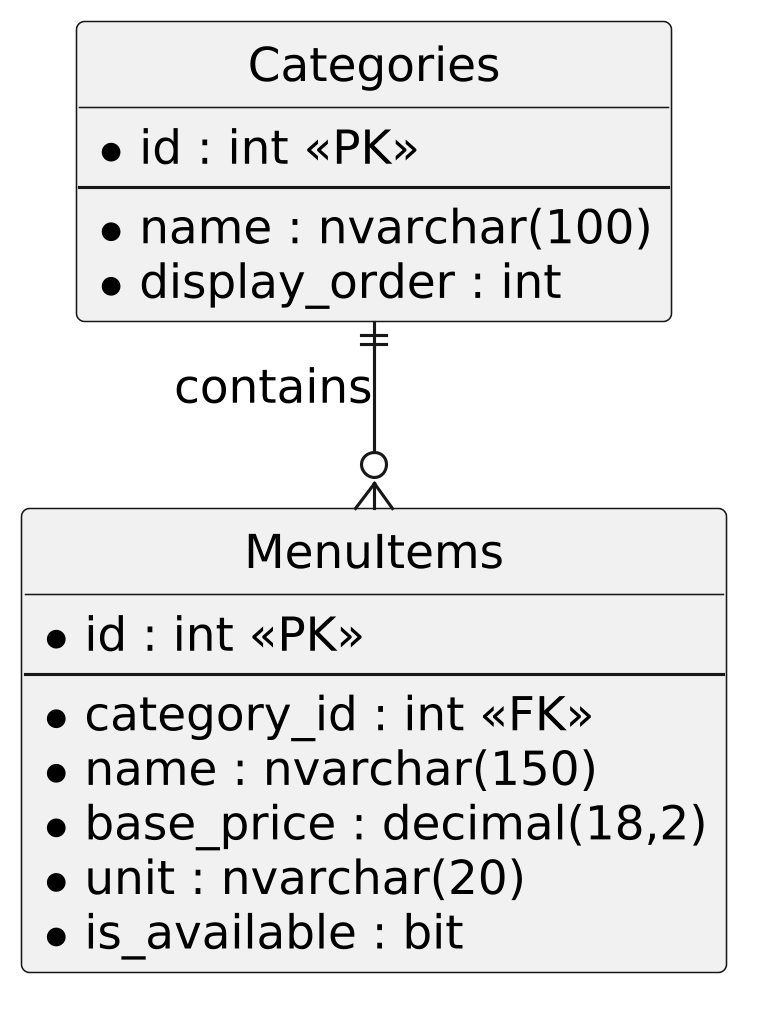 Categories
• id : int «PK»
• name : nvarchar(100)
• display_order : int
contains
MenuItems
• id : int «PK»
• category_id : int «FK»
• name : nvarchar(150)
• base_price : decimal(18,2)
• unit : nvarchar(20)
• is_available : bit